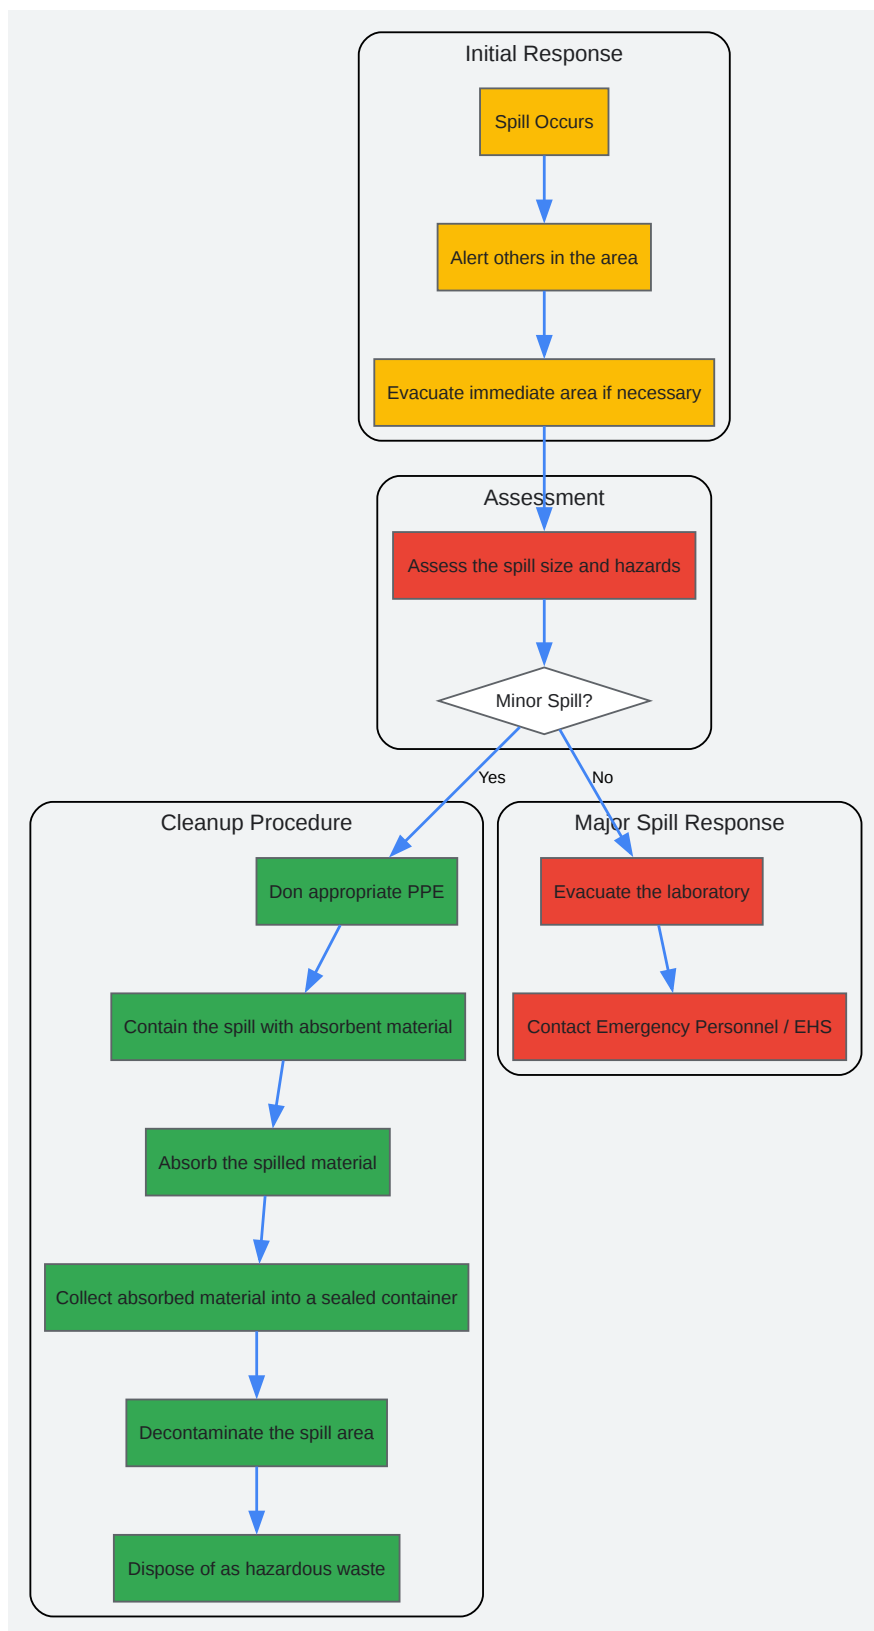 Initial Response
Spill Occurs
Alert others in the area
Evacuate immediate area if necessary
Assessment
Assess the spill size and hazards
Minor Spill?
Yes
No
Cleanup Procedure
Don appropriate PPE
Contain the spill with absorbent material
Absorb the spilled material
Collect absorbed material into a sealed container
Decontaminate the spill area
Dispose of as hazardous waste
Major Spill Response
Evacuate the laboratory
Contact Emergency Personnel / EHS